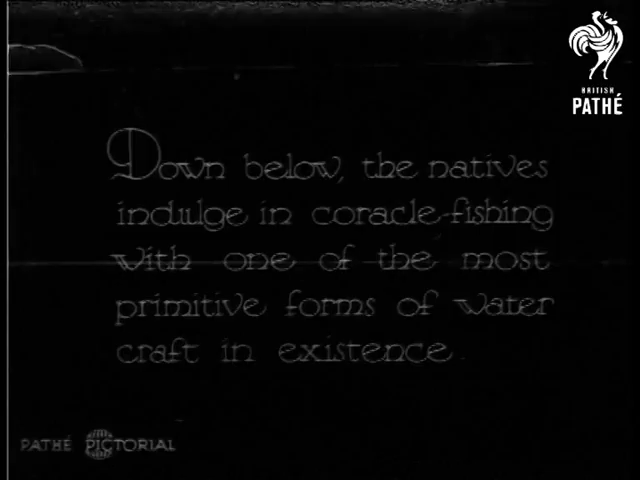 BRITISH
PATHÉ
Down below, the natives
indulge in coracle-fishing
with one of the most
primitive forms of water
craft in existence.
PATHÉ PICTORIAL